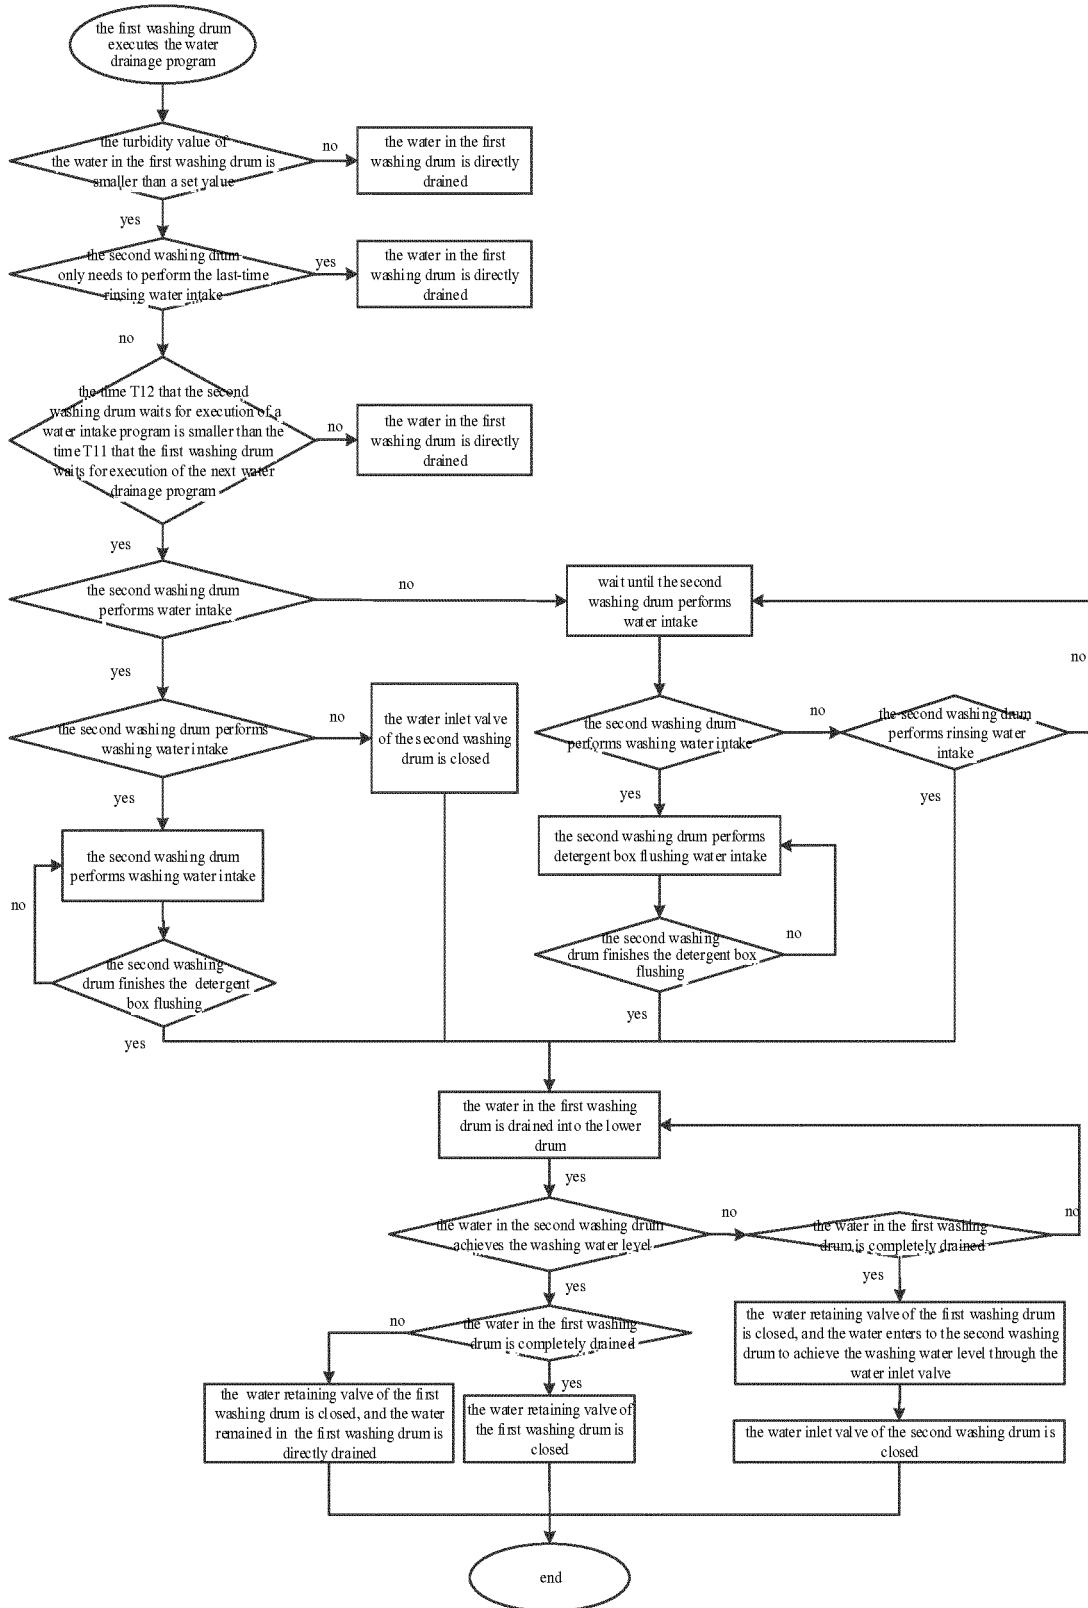 the first washing drum
executes the water
drainage program
the turbidity value of
the water in the first washing drum is
smaller than a set value
no
the water in the first
washing drum is directly
drained
yes
the second washing drum
only needs to perform the last-time
rinsing water intake
yes
the water in the first
washing drum is directly
drained
no
the time T12 that the second
washing drum waits for execution of a
water intake program is smaller than the
time T11 that the first washing drum
waits for execution of the next water
drainage program
no
the water in the first
washing drum is directly
drained
yes
the second washing drum
performs water intake
no
wait until the second
washing drum performs
water intake
no
yes
the second washing drum performs
washing water intake
no
the water inlet valve
of the second washing
drum is closed
the second washing drum
performs washing water intake
no
the second washing drum
performs rinsing water
intake
yes
yes
yes
the second washing drum
performs washing water intake
the second washing drum performs
detergent box flushing water intake
no
the second washing
drum finishes the detergent
box flushing
the second washing
drum finishes the detergent box
flushing
no
yes
yes
the water in the first washing
drum is drained into the lower
drum
yes
the water in the second washing drum
achieves the washing water level
no
the water in the first washing
drum is completely drained
no
yes
yes
the water in the first washing
drum is completely drained
no
yes
the water retaining valve of the first washing drum
is closed, and the water enters to the second washing
drum to achieve the washing water level through the
water inlet valve
the water retaining valve of the first
washing drum is closed, and the water
remained in the first washing drum is
directly drained
the water retaining valve of
the first washing drum is
closed
the water inlet valve of the second washing drum is
closed
end